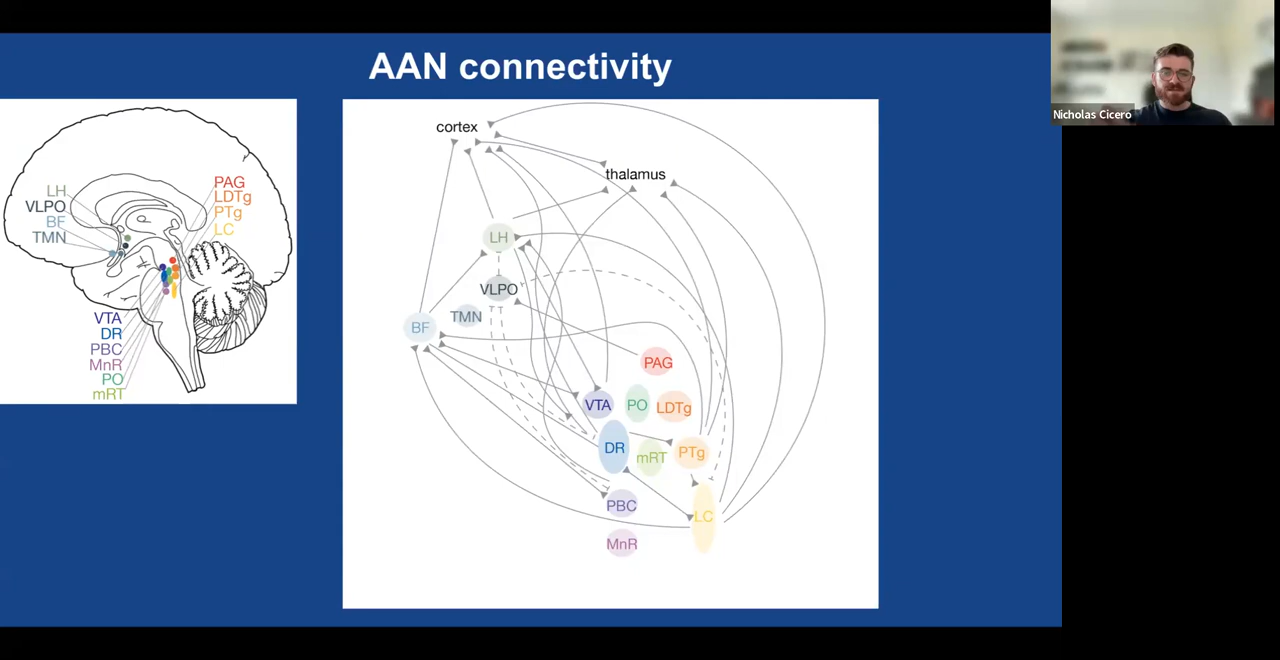 AAN connectivity
Nicholas Cicero
LH
VLPO
BF
TMN
PAG
LDTg
PTg
LC
VTA
DR
PBC
MnR
PO
mRT
cortex
thalamus
LH
VLPO
TMN
BF
PAG
VTA
PO
LDTg
DR
mRT
PTg
PBC
LC
MnR